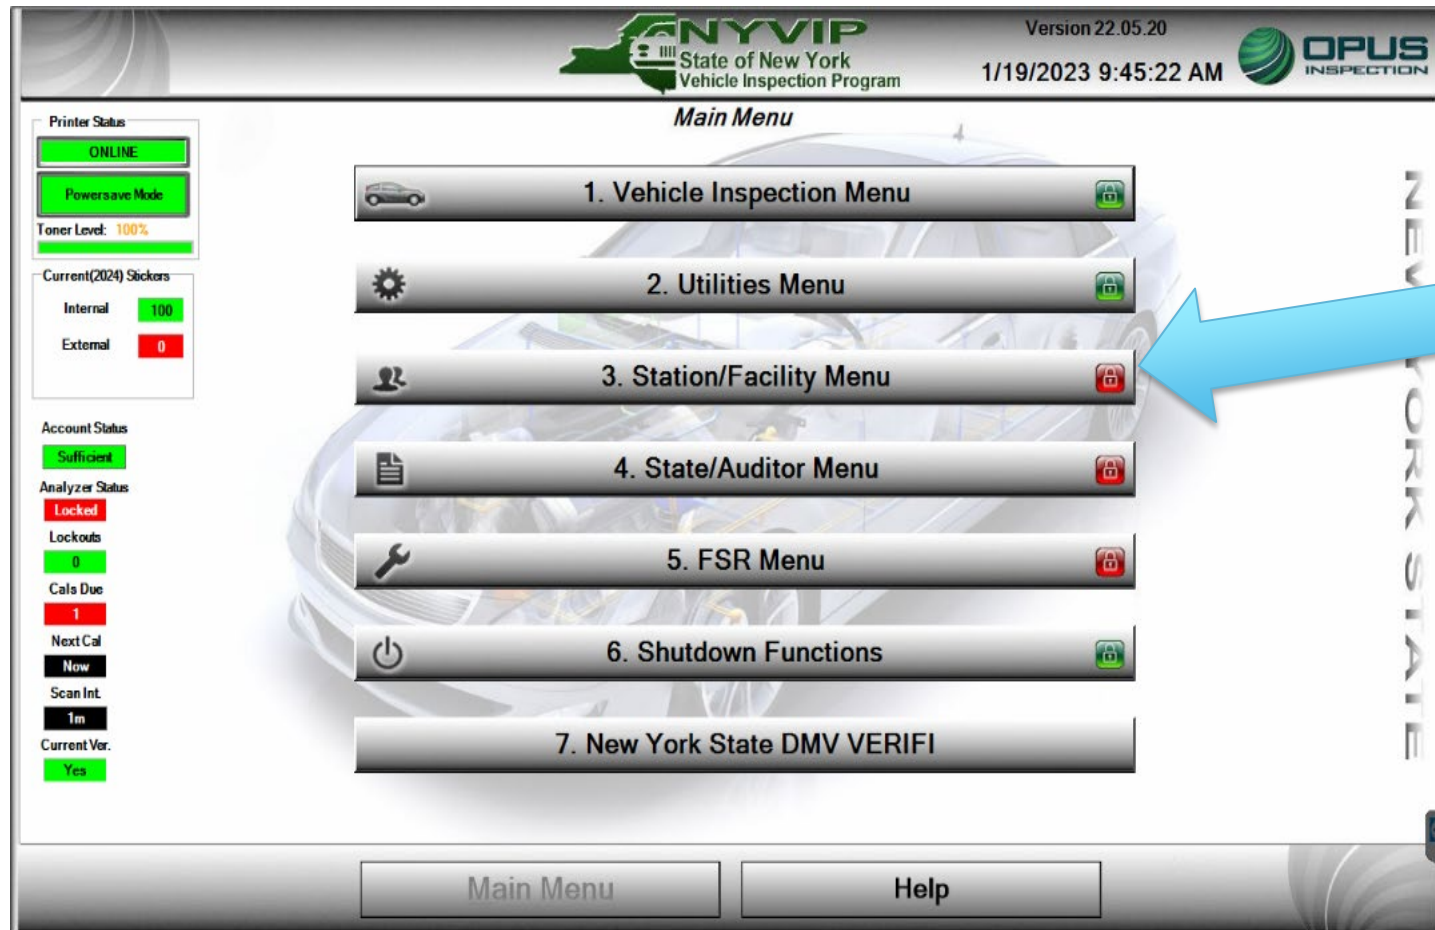 NYVIP
State of New York
Vehicle Inspection Program
Version 22.05.20
1/19/2023 9:45:22 AM
OPUS
INSPECTION
Main Menu
Printer Status
ONLINE
Powersave Mode
Toner Level: 100%
Current(2024) Stickers
Internal 100
External 0
Account Status
Sufficient
Analyzer Status
Locked
Lockouts
0
Cals Due
1
Next Cal
Now
Scan Int.
1m
Current Ver.
Yes
1. Vehicle Inspection Menu
2. Utilities Menu
3. Station/Facility Menu
4. State/Auditor Menu
5. FSR Menu
6. Shutdown Functions
7. New York State DMV VERIFI
NEW YORK STATE
Main Menu
Help